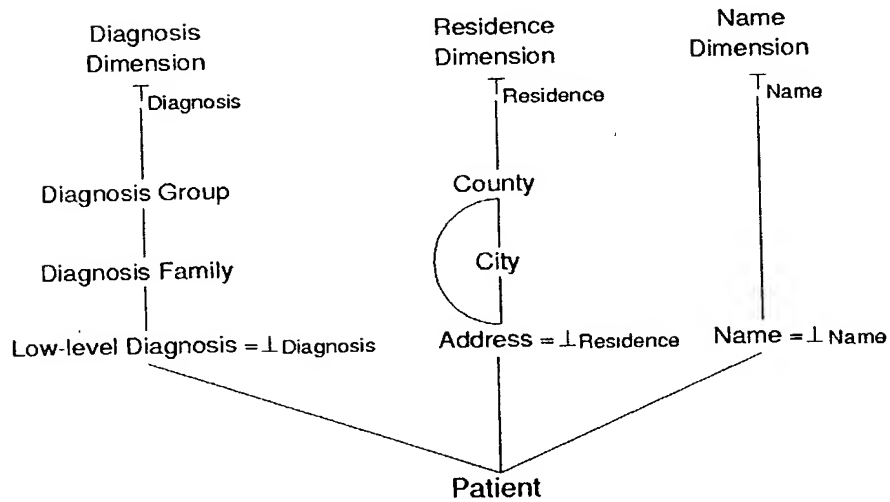 Diagnosis
Dimension
⊤Diagnosis
Diagnosis Group
Diagnosis Family
Low-level Diagnosis = ⊥Diagnosis
Residence
Dimension
⊤Residence
County
City
Address = ⊥Residence
Name
Dimension
⊤Name
Name = ⊥Name
Patient